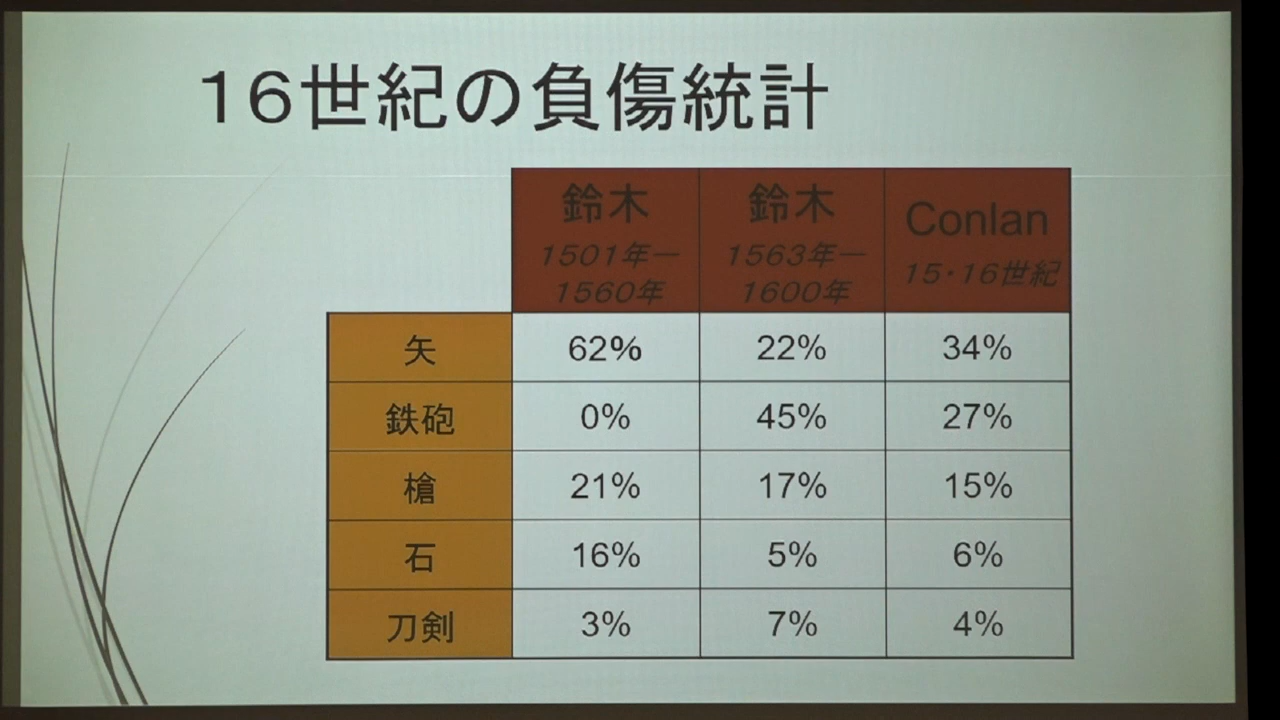 16世紀の負傷統計
鈴木 鈴木 Conlan
1501年ー 1563年ー 15・16世紀
1560年 1600年
矢 62% 22% 34%
鉄砲 0% 45% 27%
槍 21% 17% 15%
石 16% 5% 6%
刀剣 3% 7% 4%